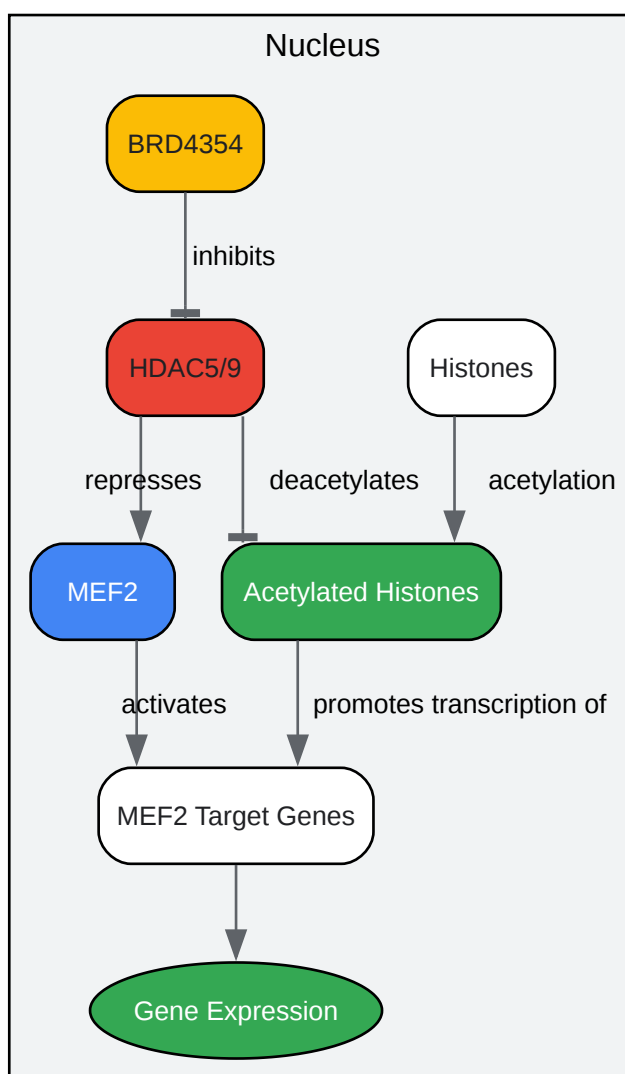 Nucleus
BRD4354
inhibits
HDAC5/9
Histones
represses
deacetylates
acetylation
MEF2
Acetylated Histones
activates
promotes transcription of
MEF2 Target Genes
Gene Expression